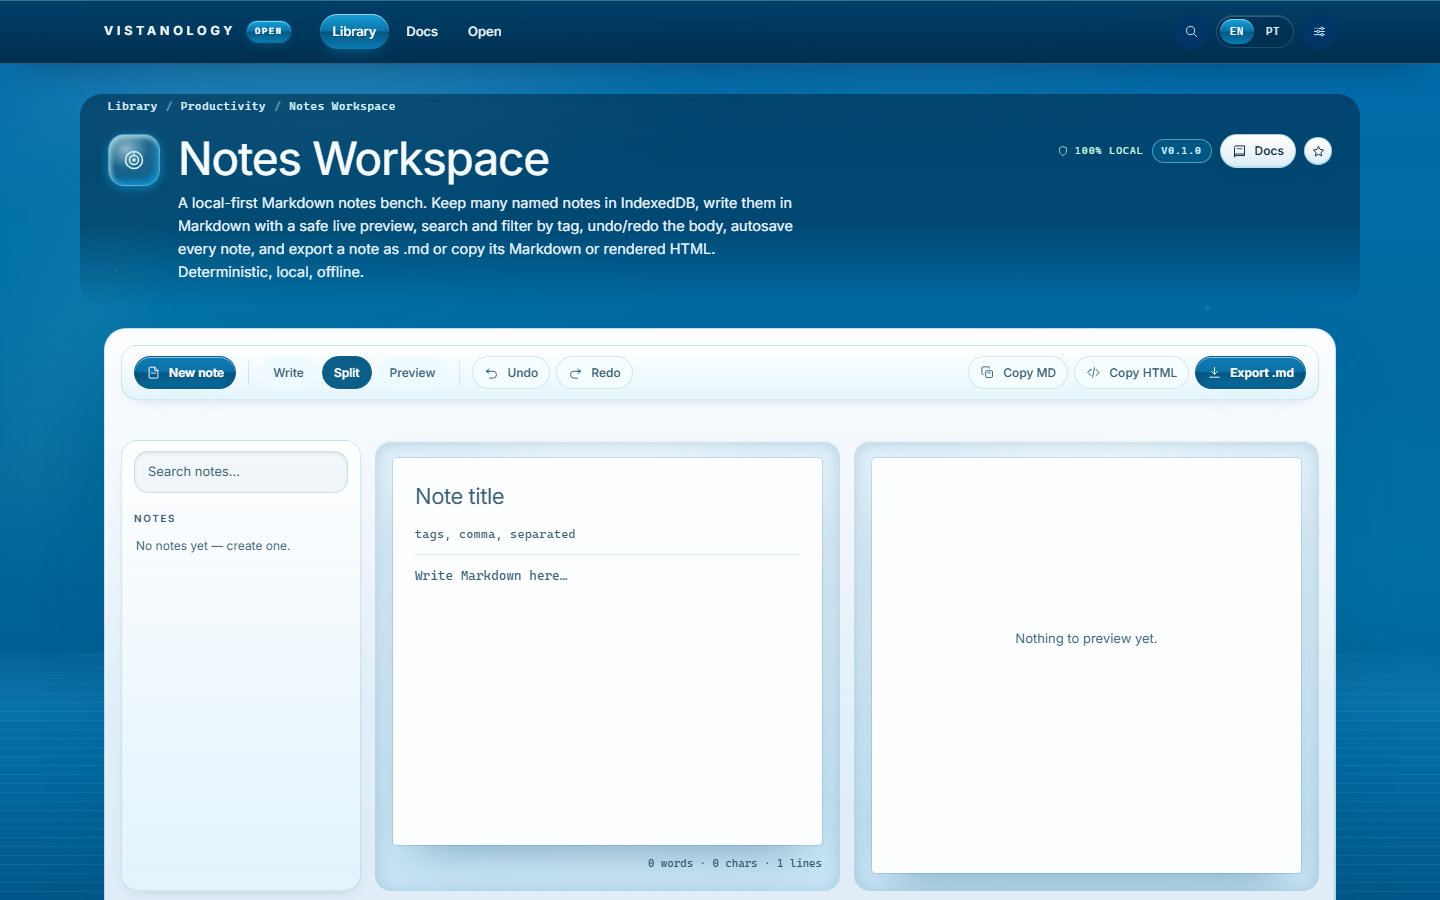 VISTANOLOGY OPEN Library Docs Open EN PT
Library / Productivity / Notes Workspace
Notes Workspace
100% LOCAL V0.1.0 Docs
A local-first Markdown notes bench. Keep many named notes in IndexedDB, write them in
Markdown with a safe live preview, search and filter by tag, undo/redo the body, autosave
every note, and export a note as .md or copy its Markdown or rendered HTML.
Deterministic, local, offline.
New note Write Split Preview Undo Redo Copy MD Copy HTML Export .md
Search notes...
NOTES
No notes yet — create one.
Note title
tags, comma, separated
Write Markdown here…
0 words · 0 chars · 1 lines
Nothing to preview yet.